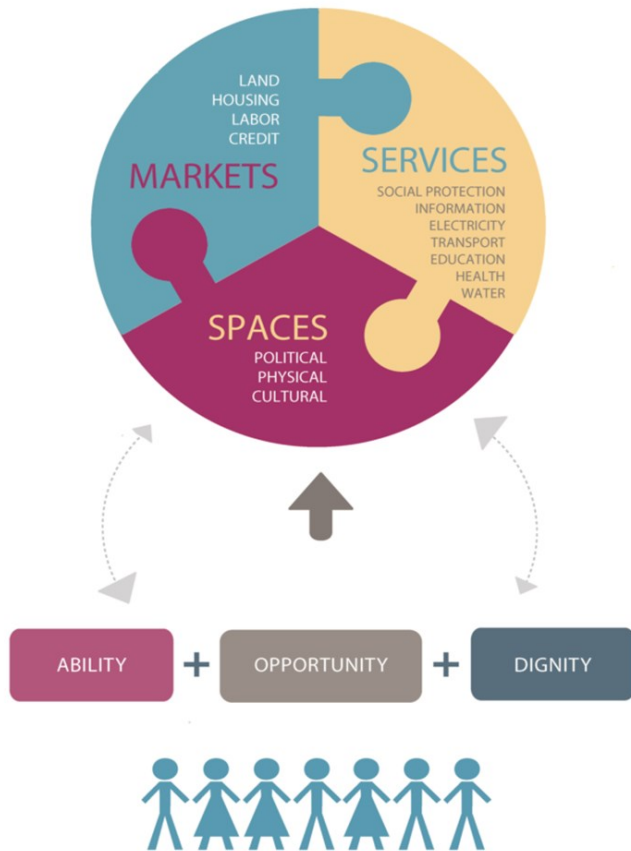 LAND
HOUSING
LABOR
CREDIT
MARKETS
SERVICES
SOCIAL PROTECTION
INFORMATION
ELECTRICITY
TRANSPORT
EDUCATION
HEALTH
WATER
SPACES
POLITICAL
PHYSICAL
CULTURAL
ABILITY + OPPORTUNITY + DIGNITY